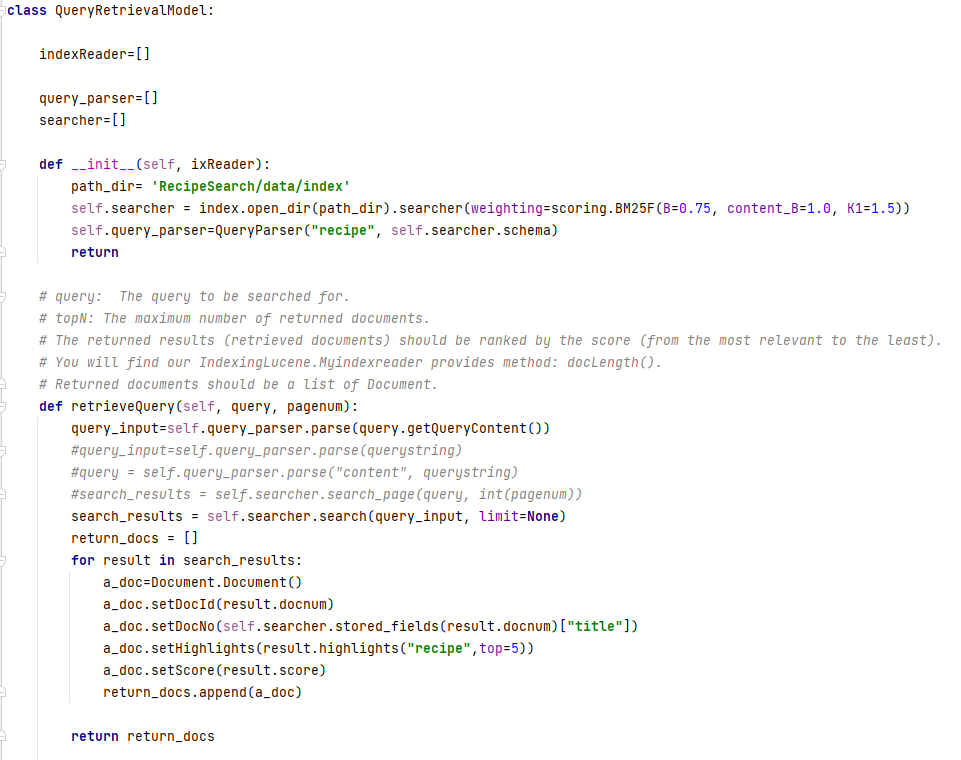 class QueryRetrievalModel:
    indexReader=[]
    query_parser=[]
    searcher=[]
    def __init__(self, ixReader):
        path_dir= 'RecipeSearch/data/index'
        self.searcher = index.open_dir(path_dir).searcher(weighting=scoring.BM25F(B=0.75, content_B=1.0, K1=1.5))
        self.query_parser=QueryParser("recipe", self.searcher.schema)
        return
    # query:  The query to be searched for.
    # topN: The maximum number of returned documents.
    # The returned results (retrieved documents) should be ranked by the score (from the most relevant to the least).
    # You will find our IndexingLucene.Myindexreader provides method: docLength().
    # Returned documents should be a list of Document.
    def retrieveQuery(self, query, pagenum):
        query_input=self.query_parser.parse(query.getQueryContent())
        #query_input=self.query_parser.parse(querystring)
        #query = self.query_parser.parse("content", querystring)
        #search_results = self.searcher.search_page(query, int(pagenum))
        search_results = self.searcher.search(query_input, limit=None)
        return_docs = []
        for result in search_results:
            a_doc=Document.Document()
            a_doc.setDocId(result.docnum)
            a_doc.setDocNo(self.searcher.stored_fields(result.docnum)["title"])
            a_doc.setHighlights(result.highlights("recipe",top=5))
            a_doc.setScore(result.score)
            return_docs.append(a_doc)
        return return_docs